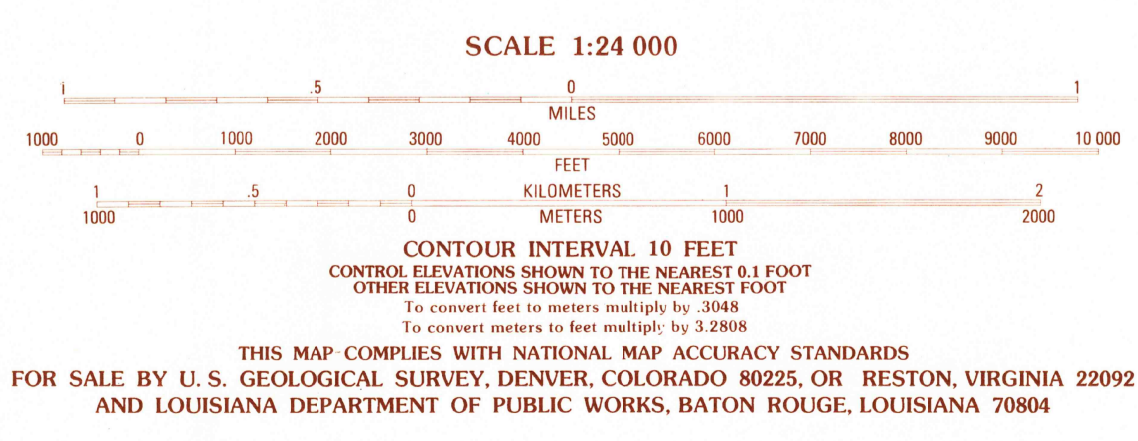 SCALE 1:24 000
1 .5 0 1
MILES
1000 0 1000 2000 3000 4000 5000 6000 7000 8000 9000 10 000
FEET
1 .5 0 KILOMETERS 1 2
1000 0 METERS 1000 2000
CONTOUR INTERVAL 10 FEET
CONTROL ELEVATIONS SHOWN TO THE NEAREST 0.1 FOOT
OTHER ELEVATIONS SHOWN TO THE NEAREST FOOT
To convert feet to meters multiply by .3048
To convert meters to feet multiply by 3.2808
THIS MAP COMPLIES WITH NATIONAL MAP ACCURACY STANDARDS
FOR SALE BY U. S. GEOLOGICAL SURVEY, DENVER, COLORADO 80225, OR RESTON, VIRGINIA 22092
AND LOUISIANA DEPARTMENT OF PUBLIC WORKS, BATON ROUGE, LOUISIANA 70804